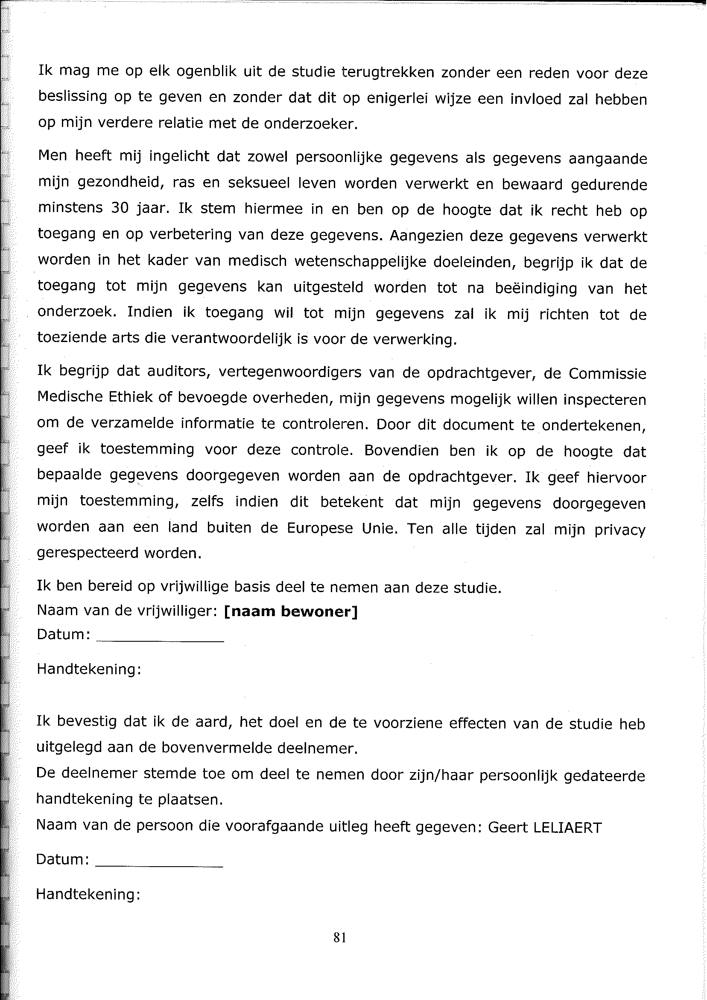 Ik mag me op elk ogenblik uit de studie terugtrekken zonder een reden voor deze
beslissing op te geven en zonder dat dit op enigerlei wijze een invloed zal hebben
op mijn verdere relatie met de onderzoeker.
Men heeft mij ingelicht dat zowel persoonlijke gegevens als gegevens aangaande
mijn gezondheid, ras en seksueel leven worden verwerkt en bewaard gedurende
minstens 30 jaar. Ik stem hiermee in en ben op de hoogte dat ik recht heb op
toegang en op verbetering van deze gegevens. Aangezien deze gegevens verwerkt
worden in het kader van medisch wetenschappelijke doeleinden, begrijp ik dat de
toegang tot mijn gegevens kan uitgesteld worden tot na beëindiging van het
onderzoek. Indien ik toegang wil tot mijn gegevens zal ik mij richten tot de
toeziende arts die verantwoordelijk is voor de verwerking.
Ik begrijp dat auditors, vertegenwoordigers van de opdrachtgever, de Commissie
Medische Ethiek of bevoegde overheden, mijn gegevens mogelijk willen inspecteren
om de verzamelde informatie te controleren. Door dit document te ondertekenen,
geef ik toestemming voor deze controle. Bovendien ben ik op de hoogte dat
bepaalde gegevens doorgegeven worden aan de opdrachtgever. Ik geef hiervoor
mijn toestemming, zelfs indien dit betekent dat mijn gegevens doorgegeven
worden aan een land buiten de Europese Unie. Ten alle tijden zal mijn privacy
gerespecteerd worden.
Ik ben bereid op vrijwillige basis deel te nemen aan deze studie.
Naam van de vrijwilliger: [naam bewoner]
Datum: _______________
Handtekening:
Ik bevestig dat ik de aard, het doel en de te voorziene effecten van de studie heb
uitgelegd aan de bovenvermelde deelnemer.
De deelnemer stemde toe om deel te nemen door zijn/haar persoonlijk gedateerde
handtekening te plaatsen.
Naam van de persoon die voorafgaande uitleg heeft gegeven: Geert LELIAERT
Datum: _______________
Handtekening:
81